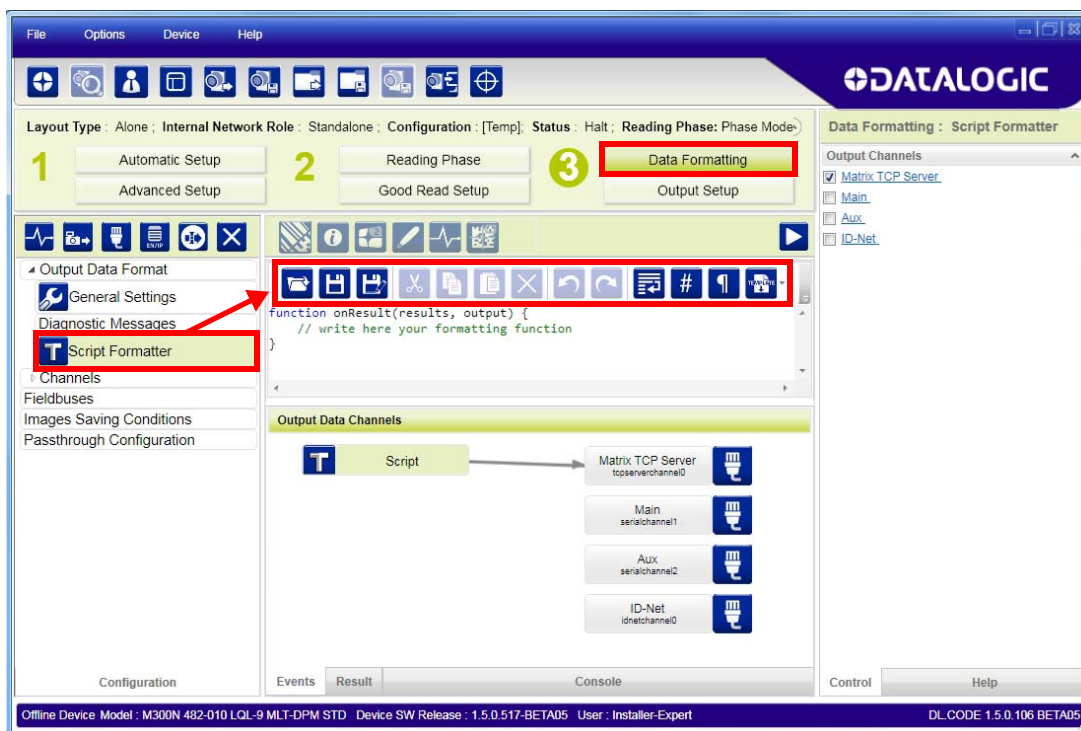 File Options Device Help
DATALOGIC
Layout Type : Alone ; Internal Network Role : Standalone ; Configuration : [Temp]; Status : Halt ; Reading Phase: Phase Mode
1 Automatic Setup 2 Reading Phase 3 Data Formatting
Advanced Setup Good Read Setup Output Setup
Data Formatting : Script Formatter
Output Channels
Matrix TCP Server
Main
Aux
ID-Net
EN/IP
Output Data Format
General Settings
Diagnostic Messages
T Script Formatter
Channels
Fieldbuses
Images Saving Conditions
Passthrough Configuration
# ¶ TEMPLATE
function onResult(results, output) {
// write here your formatting function
}
Output Data Channels
T Script
Matrix TCP Server
tcpserverchannel0
Main
serialchannel1
Aux
serialchannel2
ID-Net
idnetchannel0
Configuration
Events Result Console
Control Help
Offline Device Model : M300N 482-010 LQL-9 MLT-DPM STD Device SW Release : 1.5.0.517-BETA05 User : Installer-Expert DL.CODE 1.5.0.106 BETA05